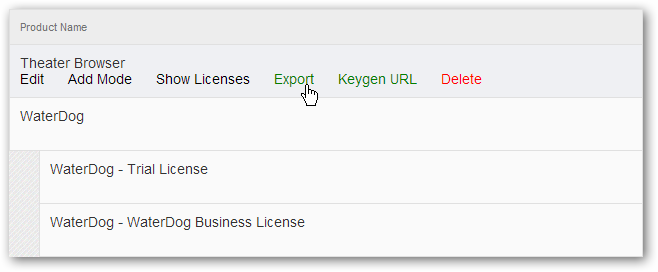 Product Name
Theater Browser
Edit Add Mode Show Licenses Export Keygen URL Delete
WaterDog
WaterDog - Trial License
WaterDog - WaterDog Business License